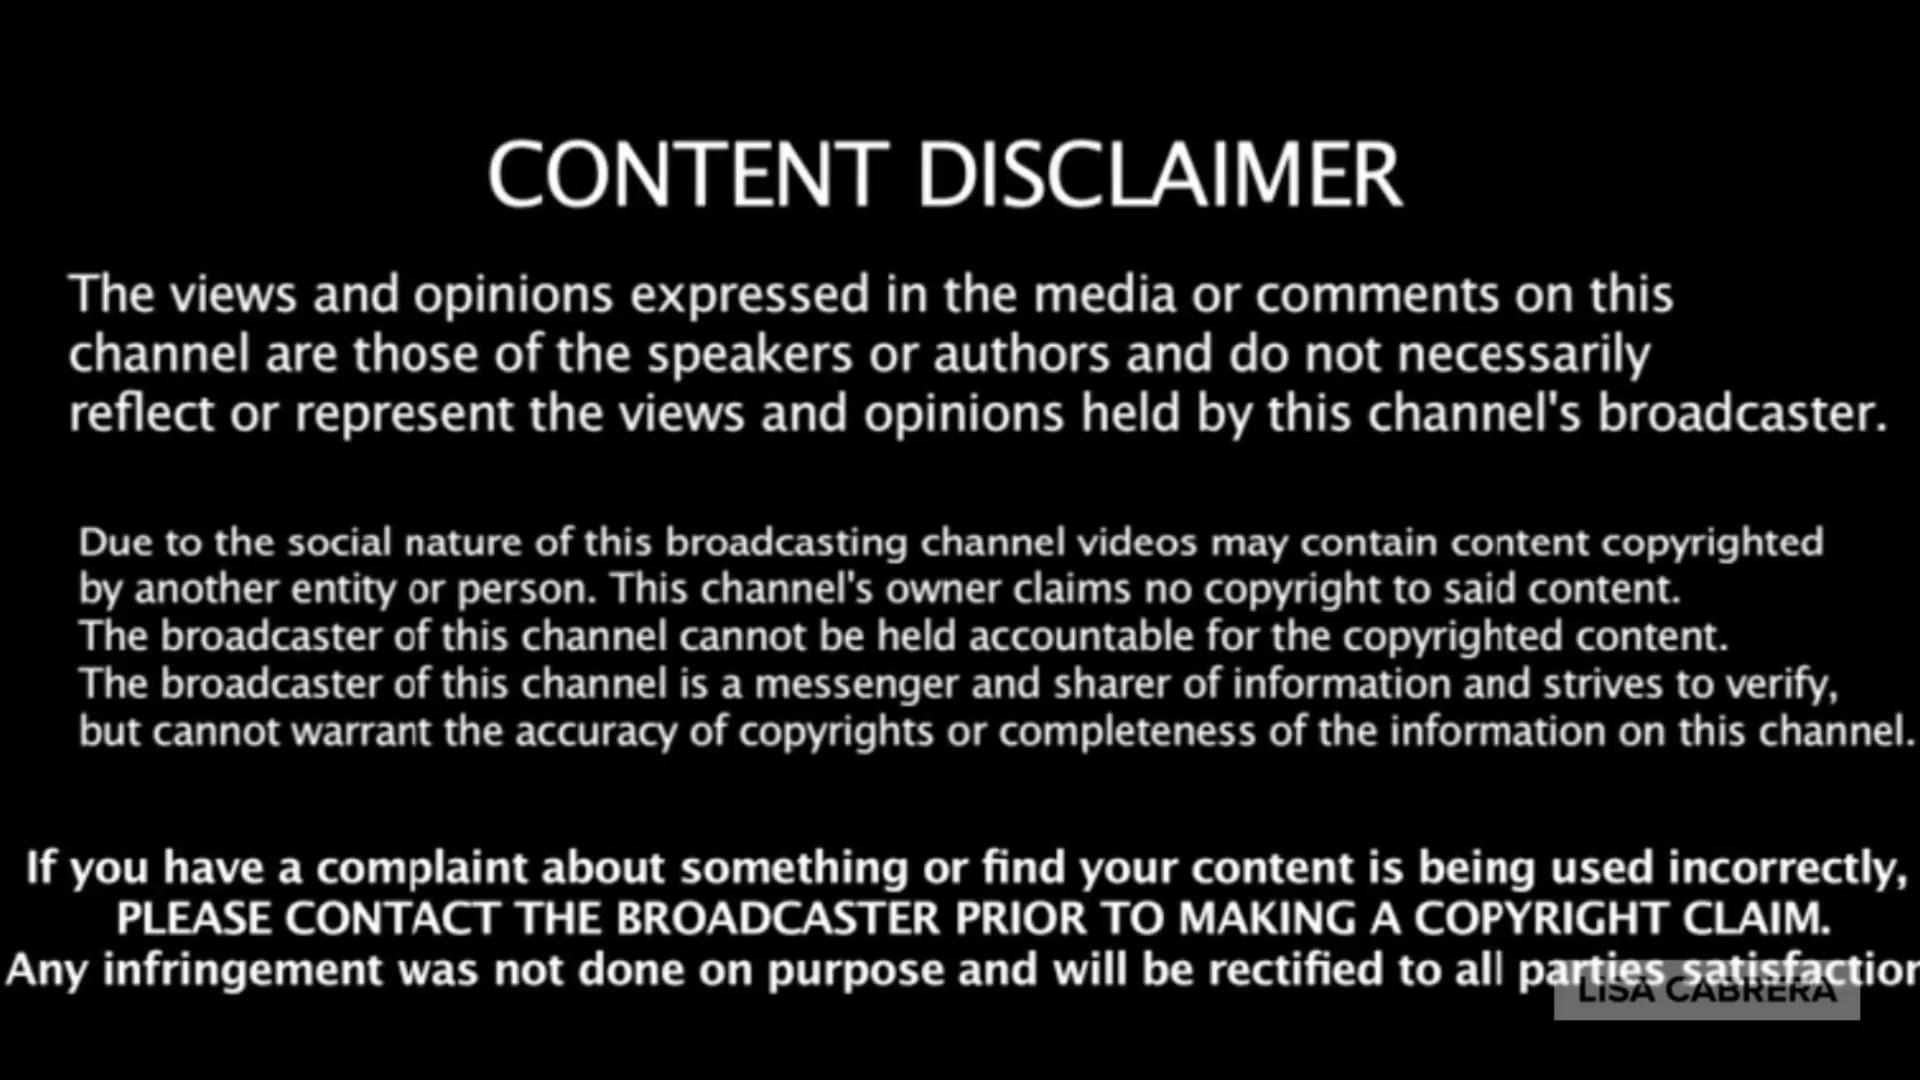 CONTENT DISCLAIMER
The views and opinions expressed in the media or comments on this
channel are those of the speakers or authors and do not necessarily
reflect or represent the views and opinions held by this channel's broadcaster.
Due to the social nature of this broadcasting channel videos may contain content copyrighted
by another entity or person. This channel's owner claims no copyright to said content.
The broadcaster of this channel cannot be held accountable for the copyrighted content.
The broadcaster of this channel is a messenger and sharer of information and strives to verify,
but cannot warrant the accuracy of copyrights or completeness of the information on this channel.
If you have a complaint about something or find your content is being used incorrectly,
PLEASE CONTACT THE BROADCASTER PRIOR TO MAKING A COPYRIGHT CLAIM.
Any infringement was not done on purpose and will be rectified to all parties satisfaction
LISA CABRERA